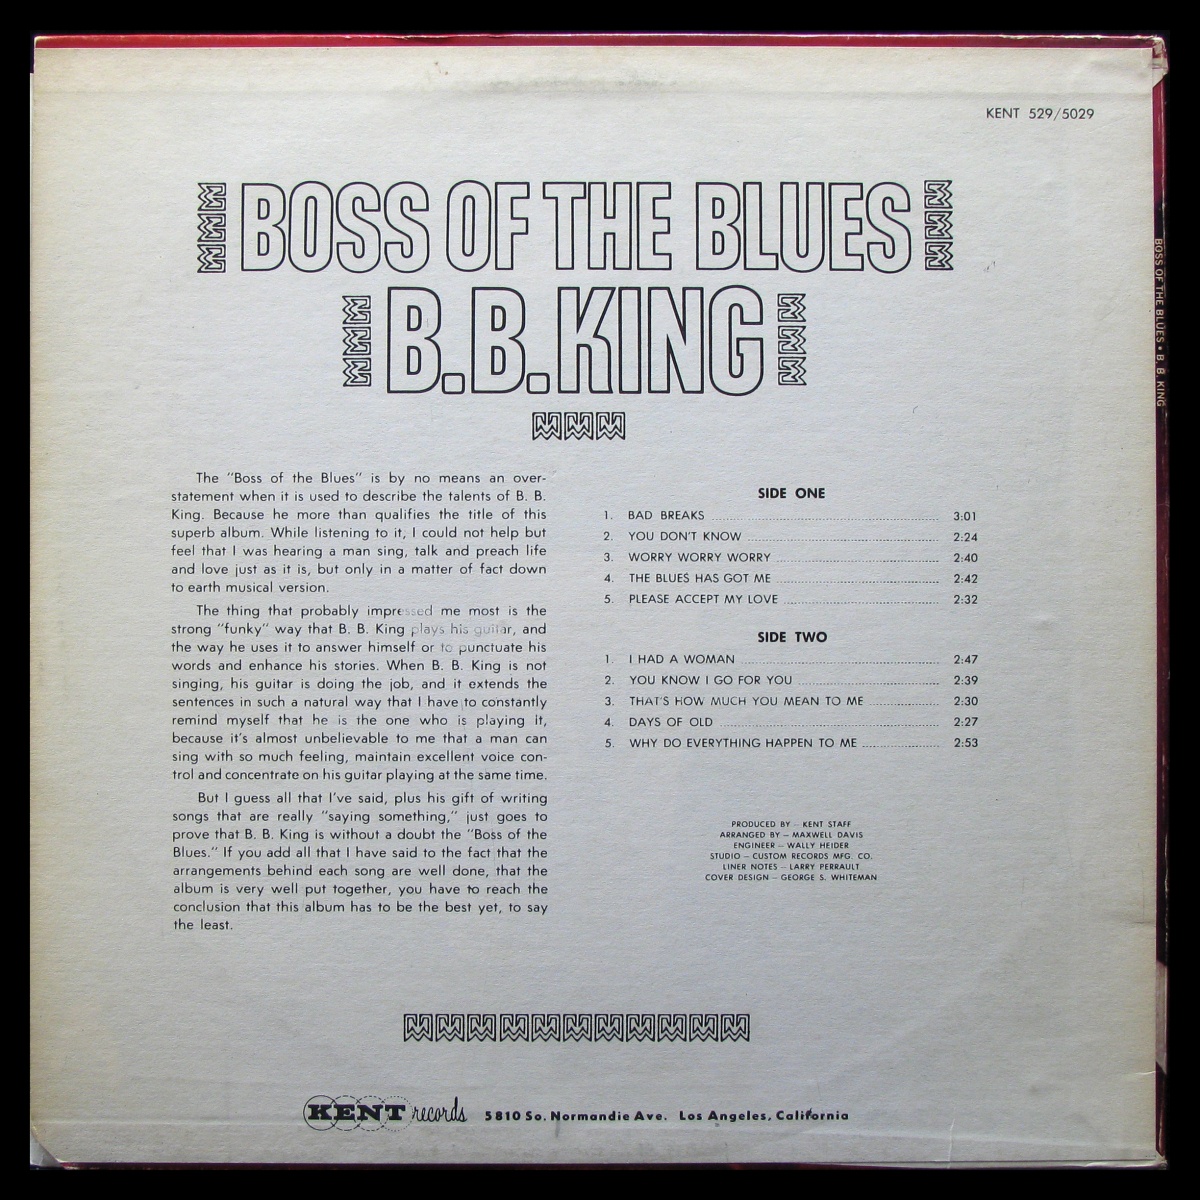 KENT 529/5029
BOSS OF THE BLUES
B.B.KING
The "Boss of the Blues" is by no means an over-
statement when it is used to describe the talents of B. B.
King. Because he more than qualifies the title of this
superb album. While listening to it, I could not help but
feel that I was hearing a man sing, talk and preach life
and love just as it is, but only in a matter of fact down
to earth musical version.
The thing that probably impressed me most is the
strong "funky" way that B. B. King plays his guitar, and
the way he uses it to answer himself or to punctuate his
words and enhance his stories. When B. B. King is not
singing, his guitar is doing the job, and it extends the
sentences in such a natural way that I have to constantly
remind myself that he is the one who is playing it,
because it's almost unbelievable to me that a man can
sing with so much feeling, maintain excellent voice con-
trol and concentrate on his guitar playing at the same time.
But I guess all that I've said, plus his gift of writing
songs that are really "saying something," just goes to
prove that B. B. King is without a doubt the "Boss of the
Blues." If you add all that I have said to the fact that the
arrangements behind each song are well done, that the
album is very well put together, you have to reach the
conclusion that this album has to be the best yet, to say
the least.
SIDE ONE
1. BAD BREAKS 3:01
2. YOU DON'T KNOW 2:24
3. WORRY WORRY WORRY 2:40
4. THE BLUES HAS GOT ME 2:42
5. PLEASE ACCEPT MY LOVE 2:32
SIDE TWO
1. I HAD A WOMAN 2:47
2. YOU KNOW I GO FOR YOU 2:39
3. THAT'S HOW MUCH YOU MEAN TO ME 2:30
4. DAYS OF OLD 2:27
5. WHY DO EVERYTHING HAPPEN TO ME 2:53
PRODUCED BY – KENT STAFF
ARRANGED BY – MAXWELL DAVIS
ENGINEER – WALLY HEIDER
STUDIO – CUSTOM RECORDS MFG. CO.
LINER NOTES – LARRY PERRAULT
COVER DESIGN – GEORGE S. WHITEMAN
KENT records 5810 So. Normandie Ave. Los Angeles, California
BOSS OF THE BLUES • B. B. KING